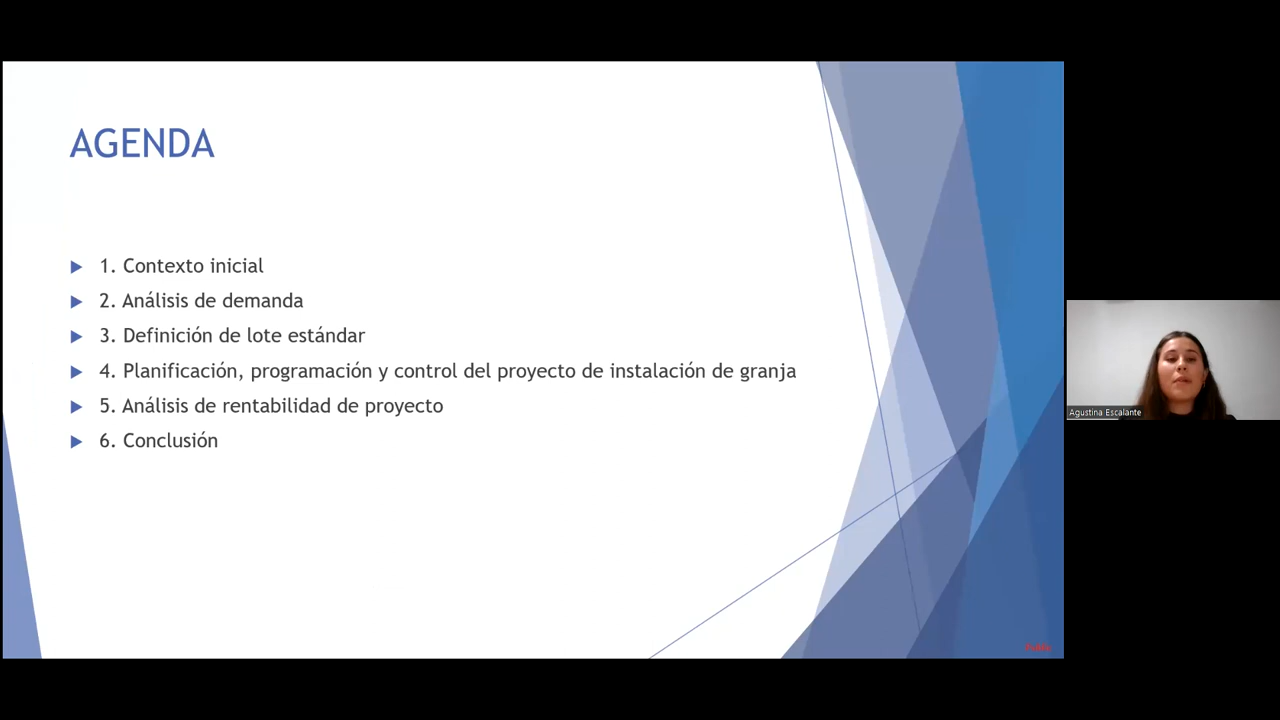 AGENDA
1. Contexto inicial
2. Análisis de demanda
3. Definición de lote estándar
4. Planificación, programación y control del proyecto de instalación de granja
5. Análisis de rentabilidad de proyecto
6. Conclusión
Agustina Escalante